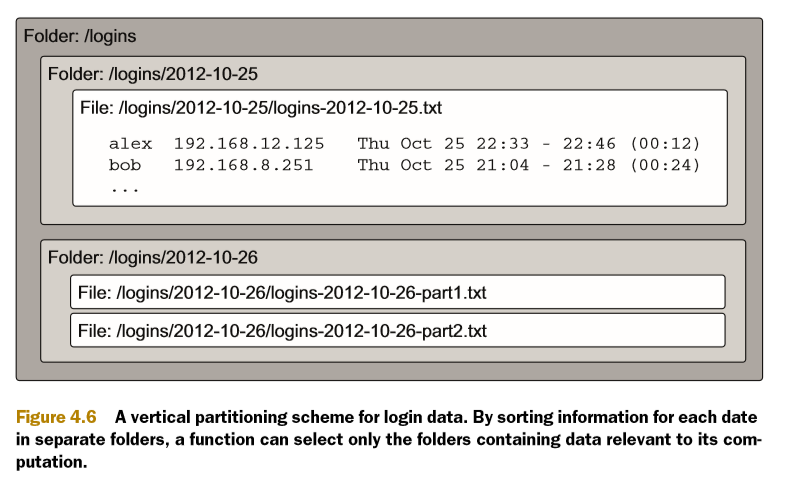 Folder: /logins
Folder: /logins/2012-10-25
File: /logins/2012-10-25/logins-2012-10-25.txt
alex 192.168.12.125 Thu Oct 25 22:33 - 22:46 (00:12)
bob 192.168.8.251 Thu Oct 25 21:04 - 21:28 (00:24)
...
Folder: /logins/2012-10-26
File: /logins/2012-10-26/logins-2012-10-26-part1.txt
File: /logins/2012-10-26/logins-2012-10-26-part2.txt
Figure 4.6 A vertical partitioning scheme for login data. By sorting information for each date
in separate folders, a function can select only the folders containing data relevant to its com-
putation.